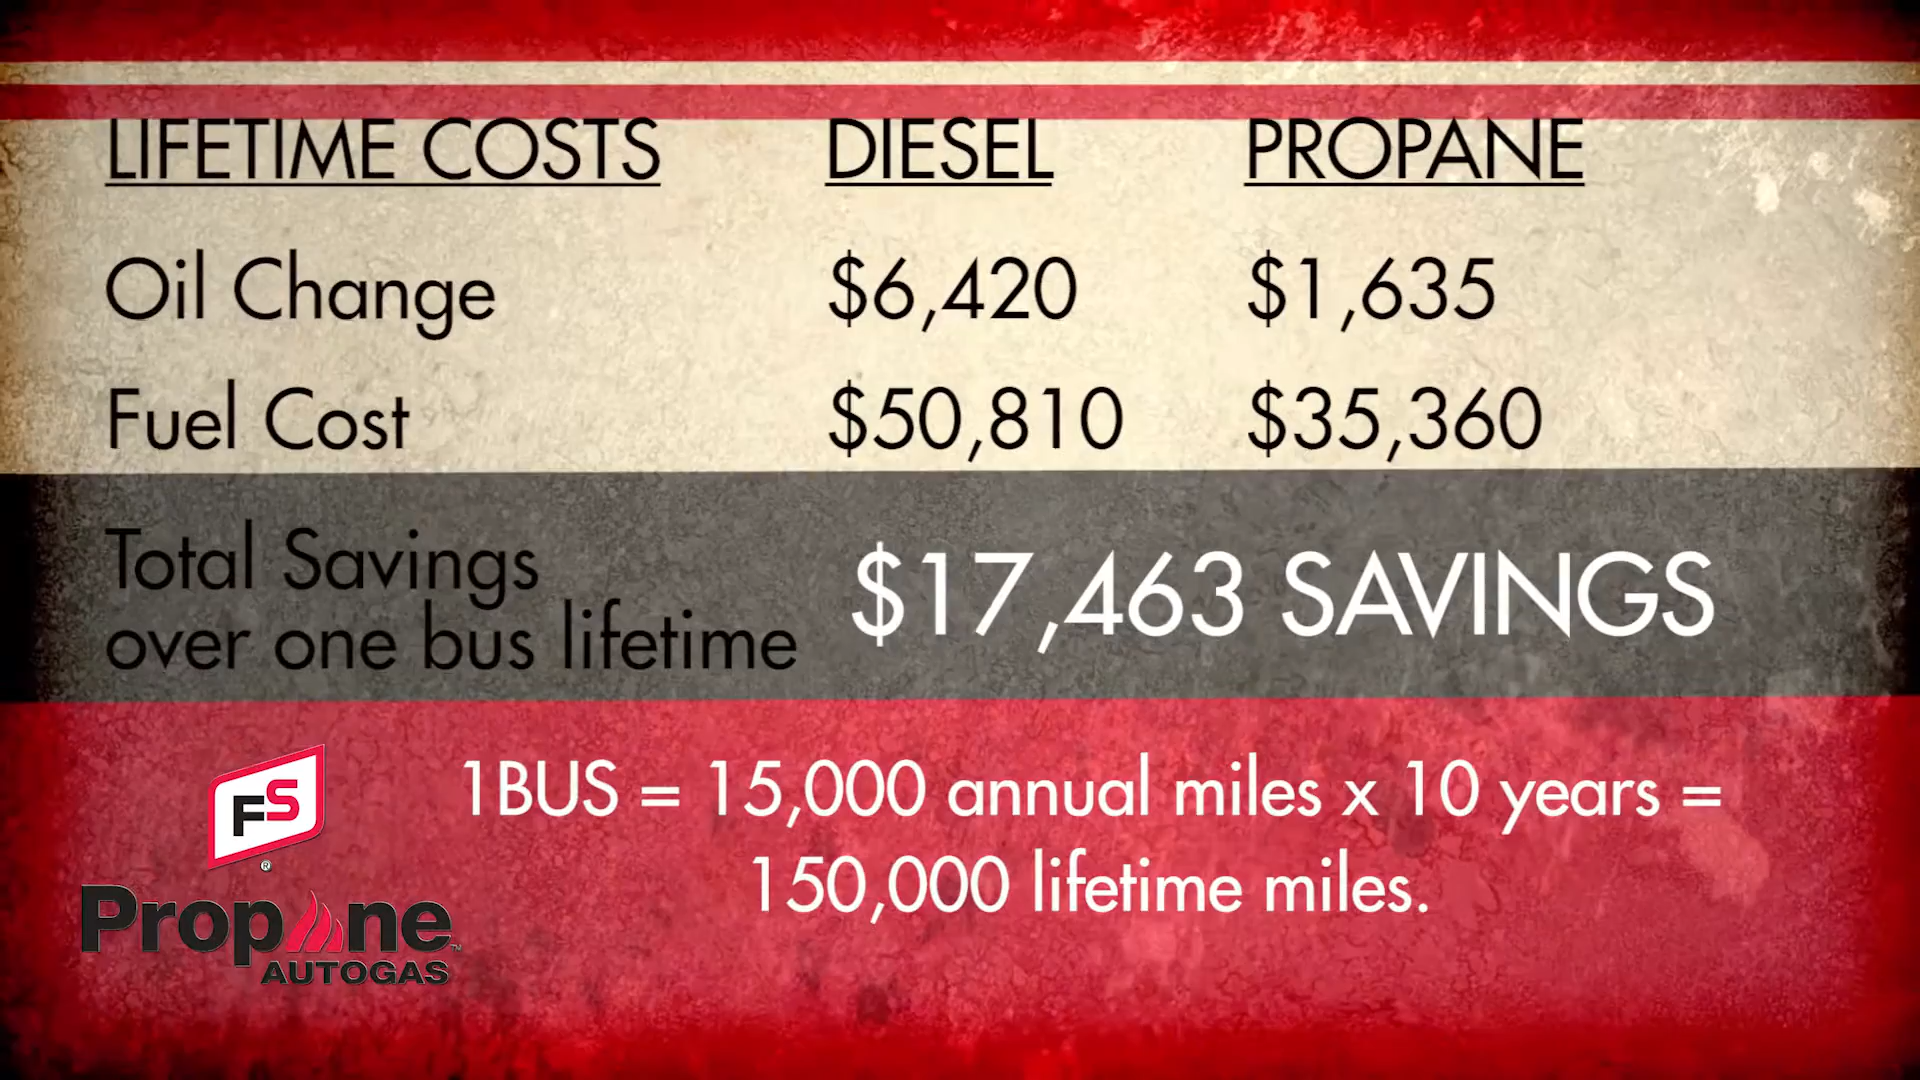 LIFETIME COSTS DIESEL PROPANE
Oil Change $6,420 $1,635
Fuel Cost $50,810 $35,360
Total Savings
over one bus lifetime
$17,463 SAVINGS
1BUS = 15,000 annual miles x 10 years =
150,000 lifetime miles.
FS
®
Propane™
AUTOGAS